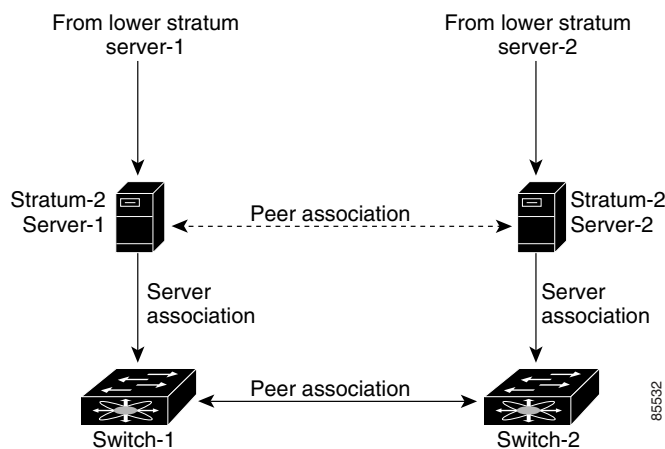 From lower stratum
server-1
From lower stratum
server-2
Stratum-2
Server-1
Peer association
Stratum-2
Server-2
Server
association
Server
association
Peer association
Switch-1
Switch-2
85532